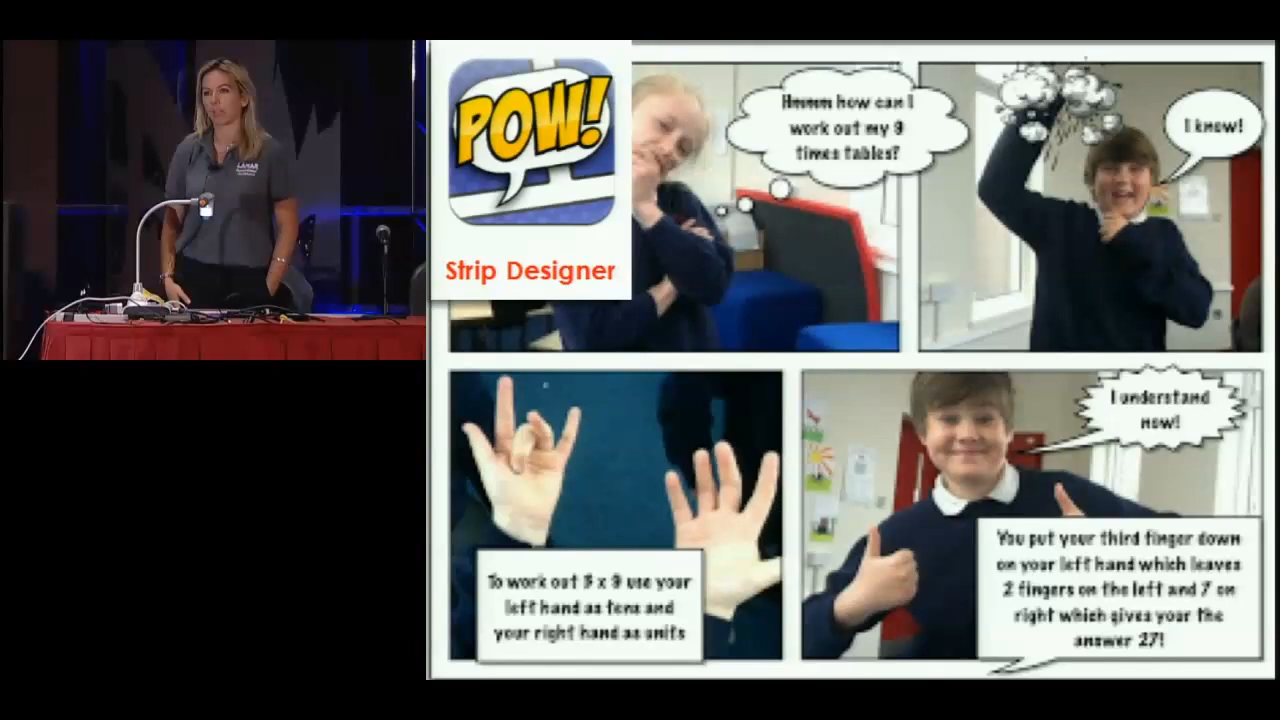 LAMAR
POW!
Strip Designer
Hmmm how can I
work out my 9
times tables?
I know!
To work out 3 x 9 use your
left hand as tens and
your right hand as units
I understand
now!
You put your third finger down
on your left hand which leaves
2 fingers on the left and 7 on
right which gives your the
answer 27!